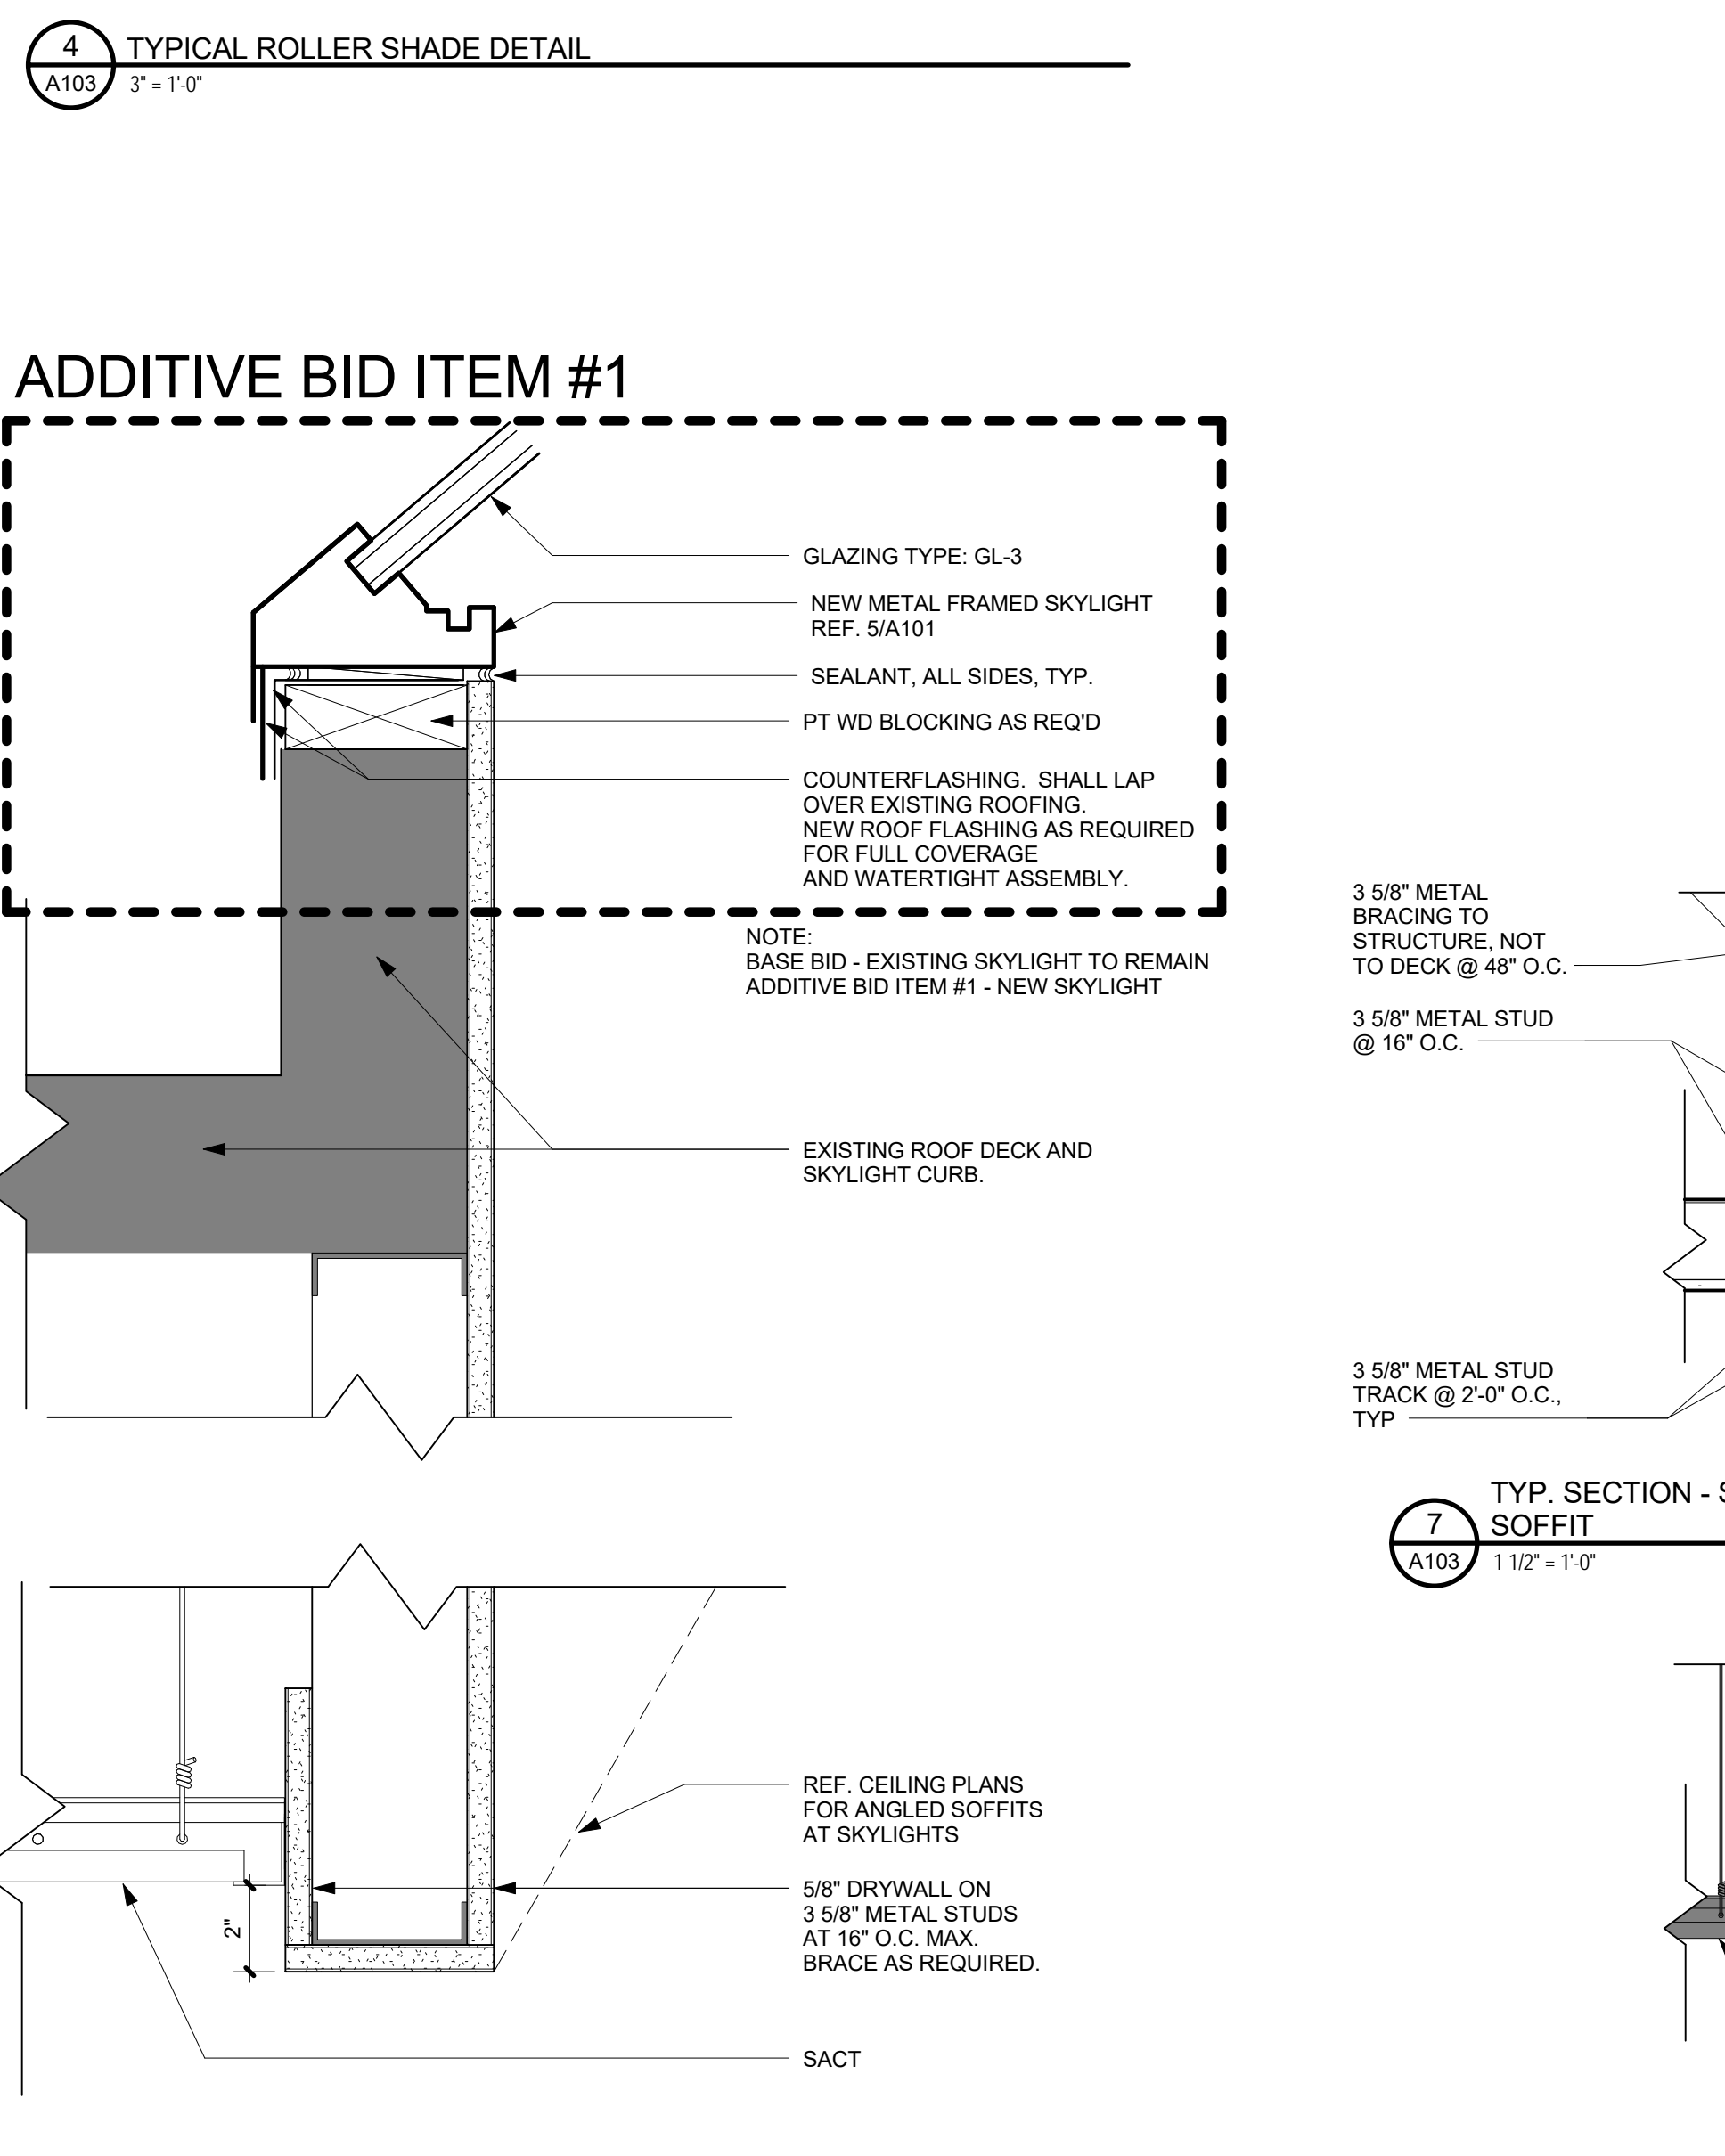 4
TYPICAL ROLLER SHADE DETAIL
A103
3" = 1'-0"
ADDITIVE BID ITEM #1
GLAZING TYPE: GL-3
NEW METAL FRAMED SKYLIGHT
REF. 5/A101
SEALANT, ALL SIDES, TYP.
PT WD BLOCKING AS REQ'D
COUNTERFLASHING. SHALL LAP
OVER EXISTING ROOFING.
NEW ROOF FLASHING AS REQUIRED
FOR FULL COVERAGE
AND WATERTIGHT ASSEMBLY.
NOTE:
BASE BID - EXISTING SKYLIGHT TO REMAIN
ADDITIVE BID ITEM #1 - NEW SKYLIGHT
EXISTING ROOF DECK AND
SKYLIGHT CURB.
REF. CEILING PLANS
FOR ANGLED SOFFITS
AT SKYLIGHTS
5/8" DRYWALL ON
3 5/8" METAL STUDS
AT 16" O.C. MAX.
BRACE AS REQUIRED.
2"
SACT
3 5/8" METAL
BRACING TO
STRUCTURE, NOT
TO DECK @ 48" O.C.
3 5/8" METAL STUD
@ 16" O.C.
3 5/8" METAL STUD
TRACK @ 2'-0" O.C.,
TYP
7
TYP. SECTION -
SOFFIT
A103
1 1/2" = 1'-0"